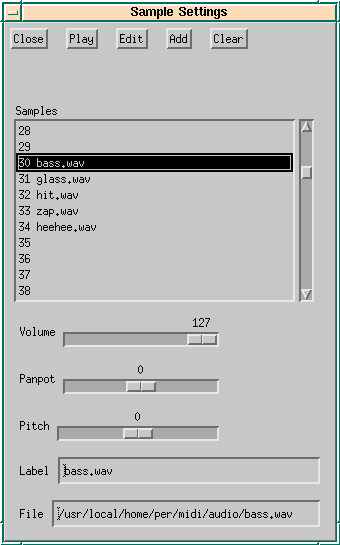 Sample Settings
Close Play Edit Add Clear
Samples
28
29
30 bass.wav
31 glass.wav
32 hit.wav
33 zap.wav
34 heehee.wav
35
36
37
38
127
Volume
0
Panpot
0
Pitch
Label bass.wav
File /usr/local/home/per/midi/audio/bass.wav